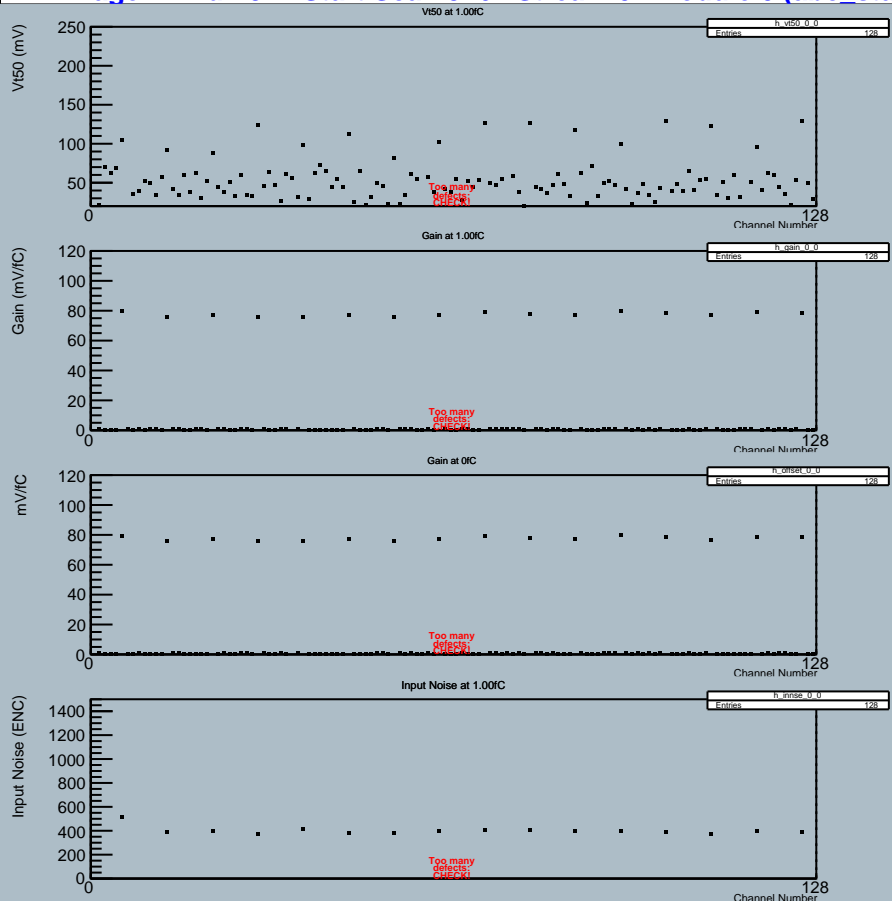 Vt50 at 1.00fC
h_vt50_0_0
Entries 128
Vt50 (mV)
250
200
150
100
50
Too many
defects:
CHECK!
0
128
Channel Number
Gain at 1.00fC
h_gain_0_0
Entries 128
Gain (mV/fC)
120
100
80
60
40
20
0
Too many
defects:
CHECK!
0
128
Channel Number
Gain at 0fC
h_offset_0_0
Entries 128
mV/fC
120
100
80
60
40
20
0
Too many
defects:
CHECK!
0
128
Channel Number
Input Noise at 1.00fC
h_innse_0_0
Entries 128
Input Noise (ENC)
1400
1200
1000
800
600
400
200
0
Too many
defects:
CHECK!
0
128
Channel Number